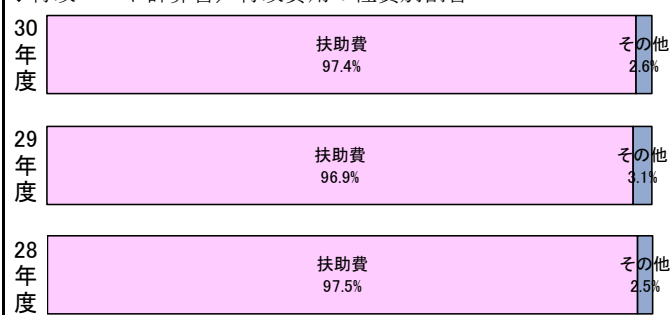 30
年
度
扶助費
97.4%
その他
2.6%
29
年
度
扶助費
96.9%
その他
3.1%
28
年
度
扶助費
97.5%
その他
2.5%